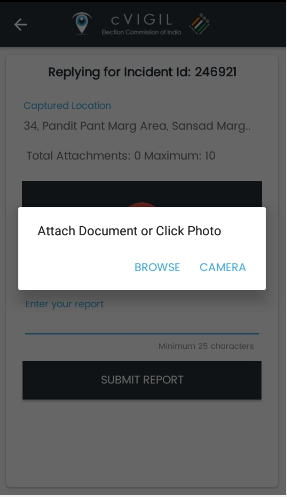 cVIGIL
Election Commission of India
Replying for Incident Id: 246921
Captured Location
34, Pandit Pant Marg Area, Sansad Marg..
Total Attachments: 0 Maximum: 10
Attach Document or Click Photo
BROWSE CAMERA
Enter your report
Minimum 25 characters
SUBMIT REPORT